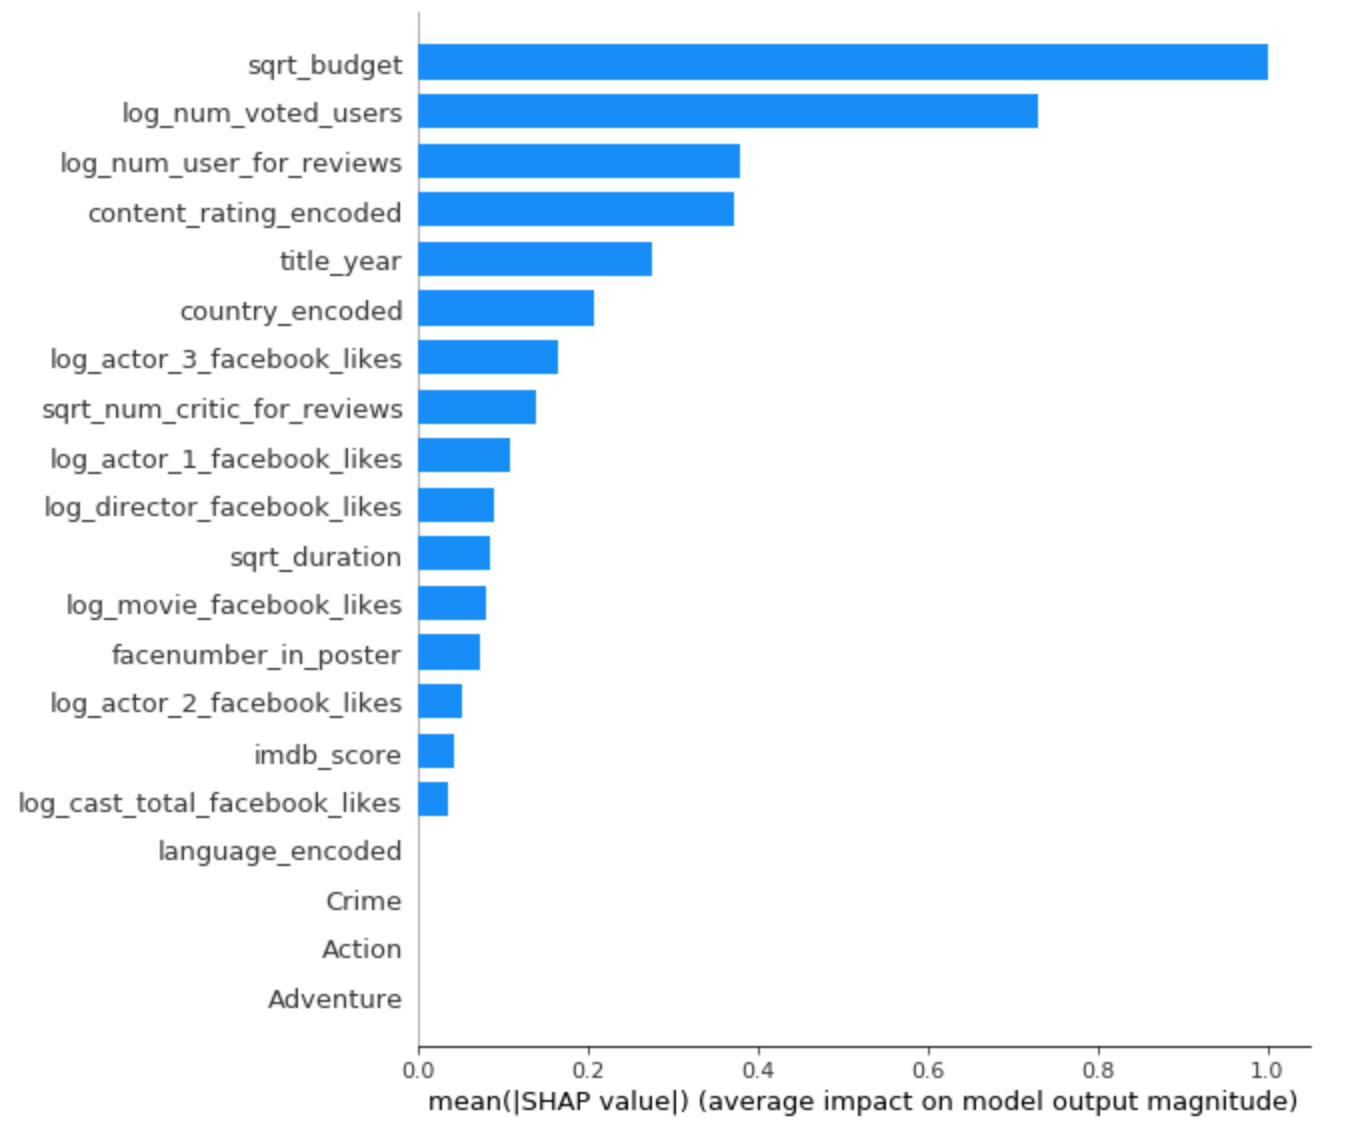 sqrt_budget
log_num_voted_users
log_num_user_for_reviews
content_rating_encoded
title_year
country_encoded
log_actor_3_facebook_likes
sqrt_num_critic_for_reviews
log_actor_1_facebook_likes
log_director_facebook_likes
sqrt_duration
log_movie_facebook_likes
facenumber_in_poster
log_actor_2_facebook_likes
imdb_score
log_cast_total_facebook_likes
language_encoded
Crime
Action
Adventure
0.0 0.2 0.4 0.6 0.8 1.0
mean(|SHAP value|) (average impact on model output magnitude)